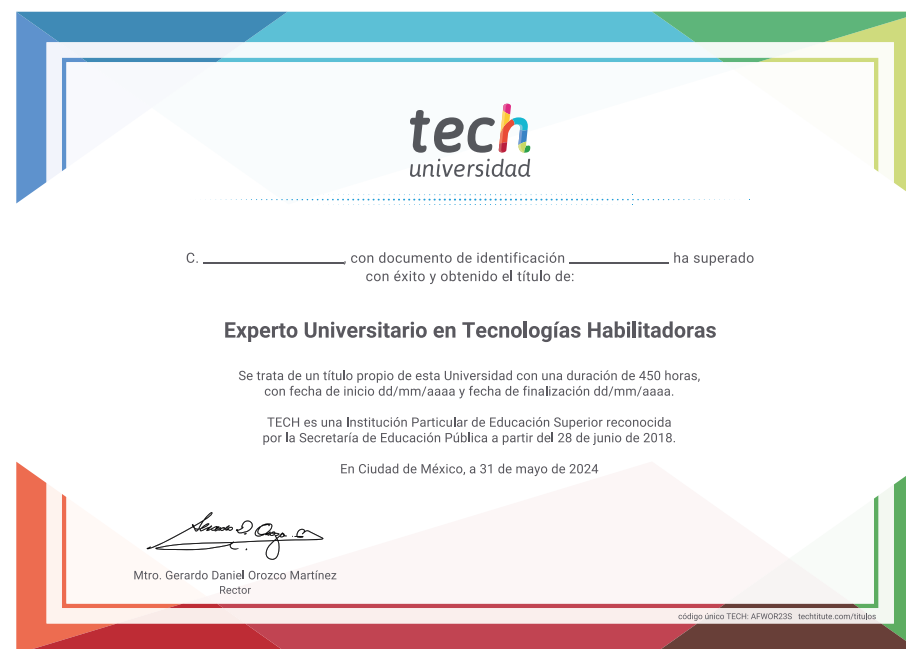 tech
universidad
C. ____________, con documento de identificación ____________ ha superado
con éxito y obtenido el título de:
Experto Universitario en Tecnologías Habilitadoras
Se trata de un título propio de esta Universidad con una duración de 450 horas,
con fecha de inicio dd/mm/aaaa y fecha de finalización dd/mm/aaaa.
TECH es una Institución Particular de Educación Superior reconocida
por la Secretaría de Educación Pública a partir del 28 de junio de 2018.
En Ciudad de México, a 31 de mayo de 2024
Mtro. Gerardo Daniel Orozco Martínez
Rector
código único TECH: AFWOR23S techtitute.com/titulos